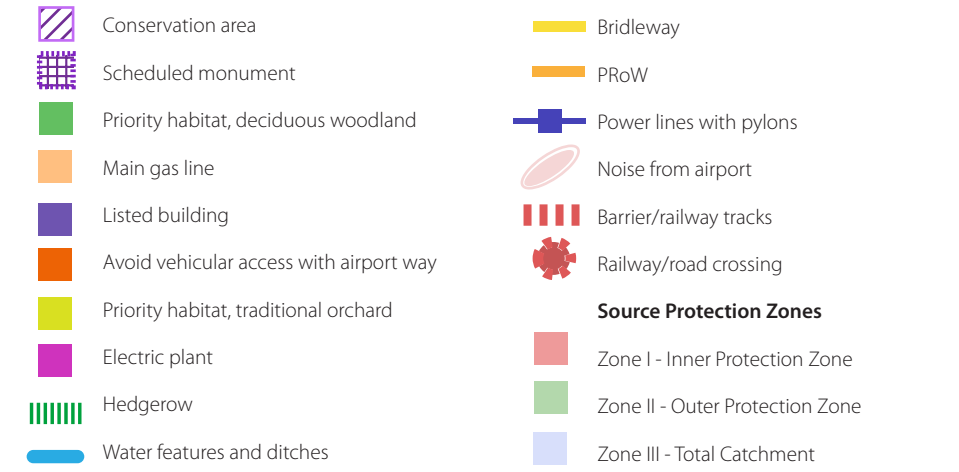 Conservation area
Scheduled monument
Priority habitat, deciduous woodland
Main gas line
Listed building
Avoid vehicular access with airport way
Priority habitat, traditional orchard
Electric plant
Hedgerow
Water features and ditches
Bridleway
PRoW
Power lines with pylons
Noise from airport
Barrier/railway tracks
Railway/road crossing
Source Protection Zones
Zone I - Inner Protection Zone
Zone II - Outer Protection Zone
Zone III - Total Catchment